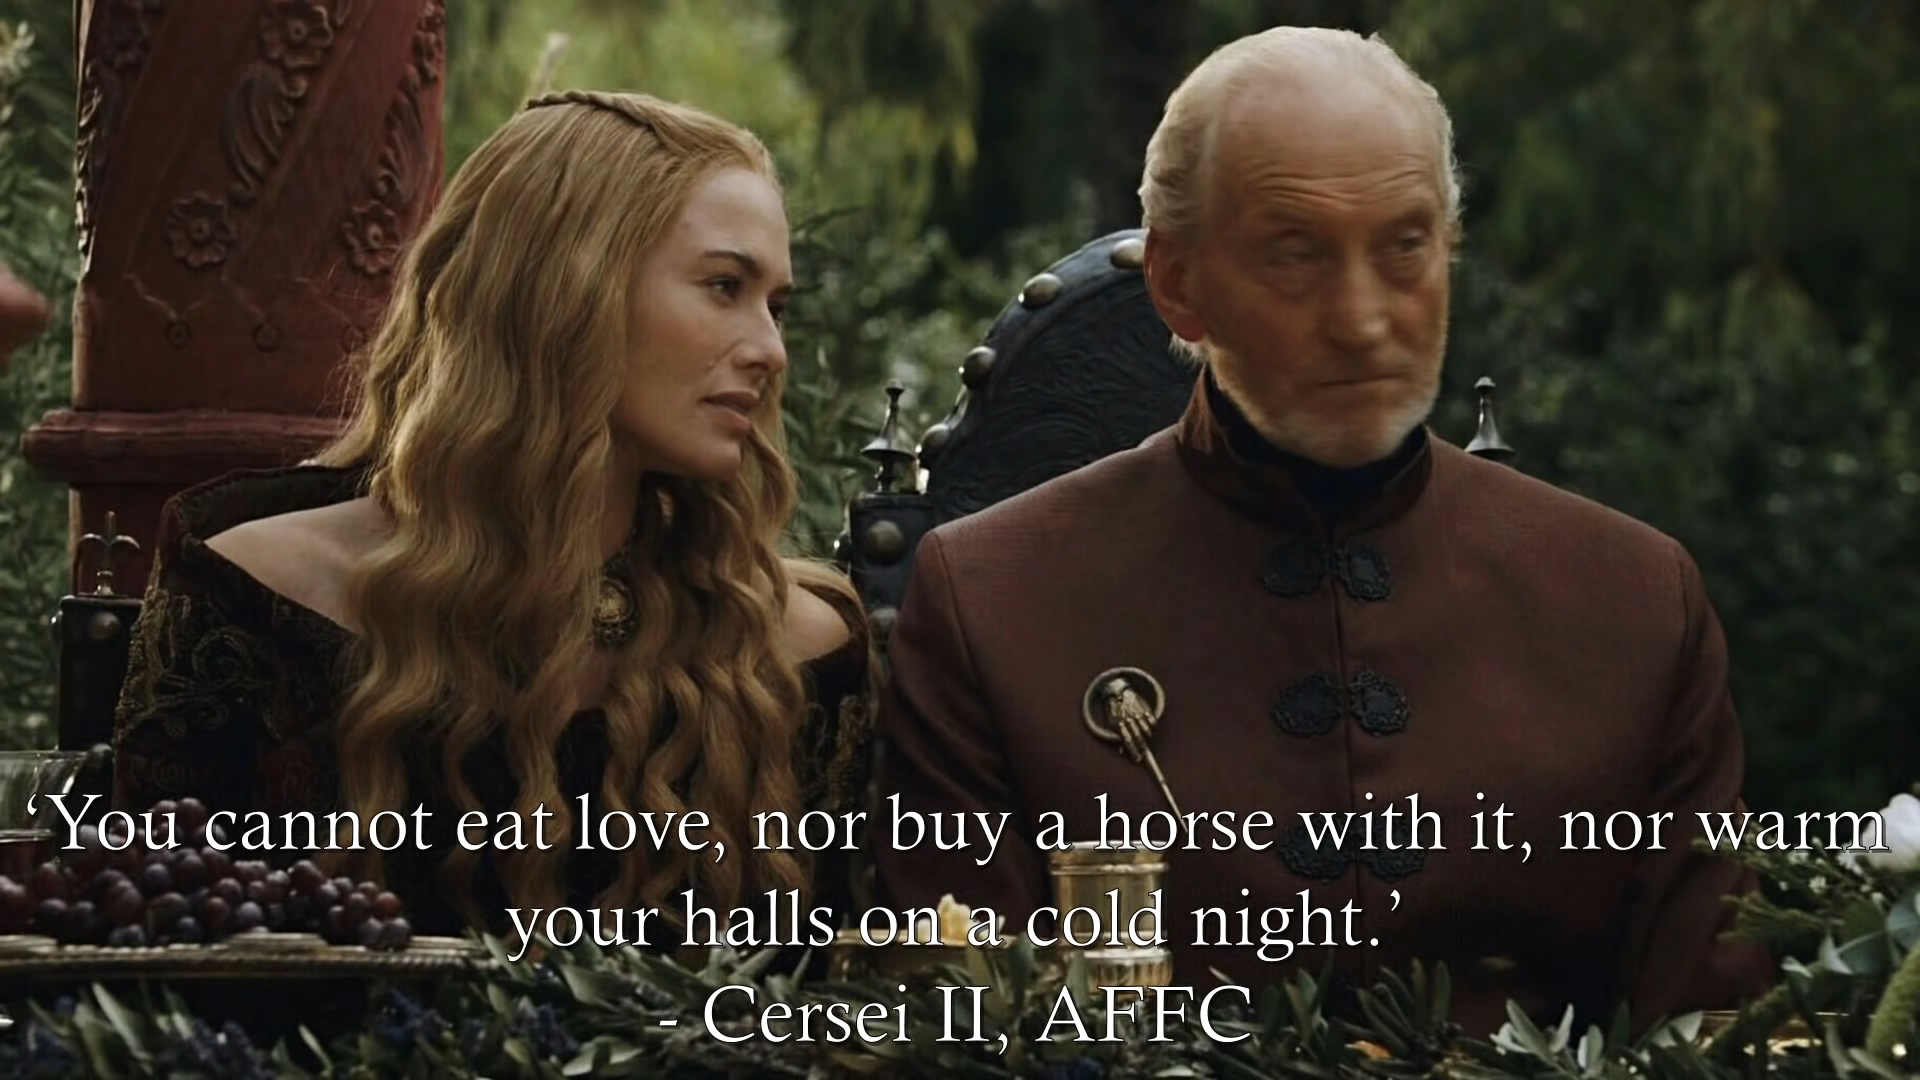 ‘You cannot eat love, nor buy a horse with it, nor warm
your halls on a cold night.’
- Cersei II, AFFC